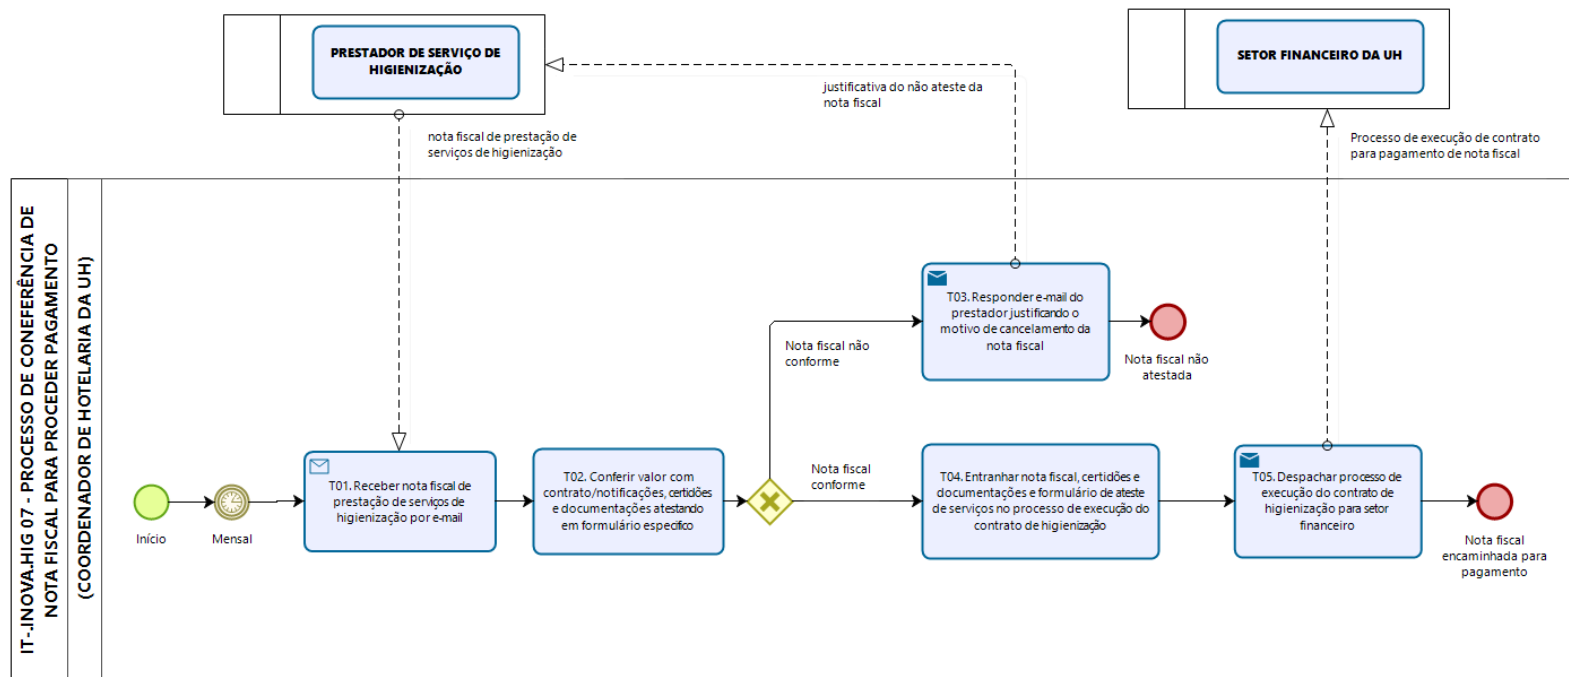 PRESTADOR DE SERVIÇO DE
HIGIENIZAÇÃO
SETOR FINANCEIRO DA UH
justificativa do não ateste da
nota fiscal
nota fiscal de prestação de
serviços de higienização
Processo de execução de contrato
para pagamento de nota fiscal
IT-.INOVA.HIG 07 - PROCESSO DE CONEFERÊNCIA DE
NOTA FISCAL PARA PROCEDER PAGAMENTO
(COORDENADOR DE HOTELARIA DA UH)
Início
Mensal
T01. Receber nota fiscal de
prestação de serviços de
higienização por e-mail
T02. Conferir valor com
contrato/notificações, certidões
e documentações atestando
em formulário especifico
Nota fiscal não
conforme
T03. Responder e-mail do
prestador justificando o
motivo de cancelamento da
nota fiscal
Nota fiscal não
atestada
Nota fiscal
conforme
T04. Entranhar nota fiscal, certidões e
documentações e formulário de ateste
de serviços no processo de execução do
contrato de higienização
T05. Despachar processo de
execução do contrato de
higienização para setor
financeiro
Nota fiscal
encaminhada para
pagamento